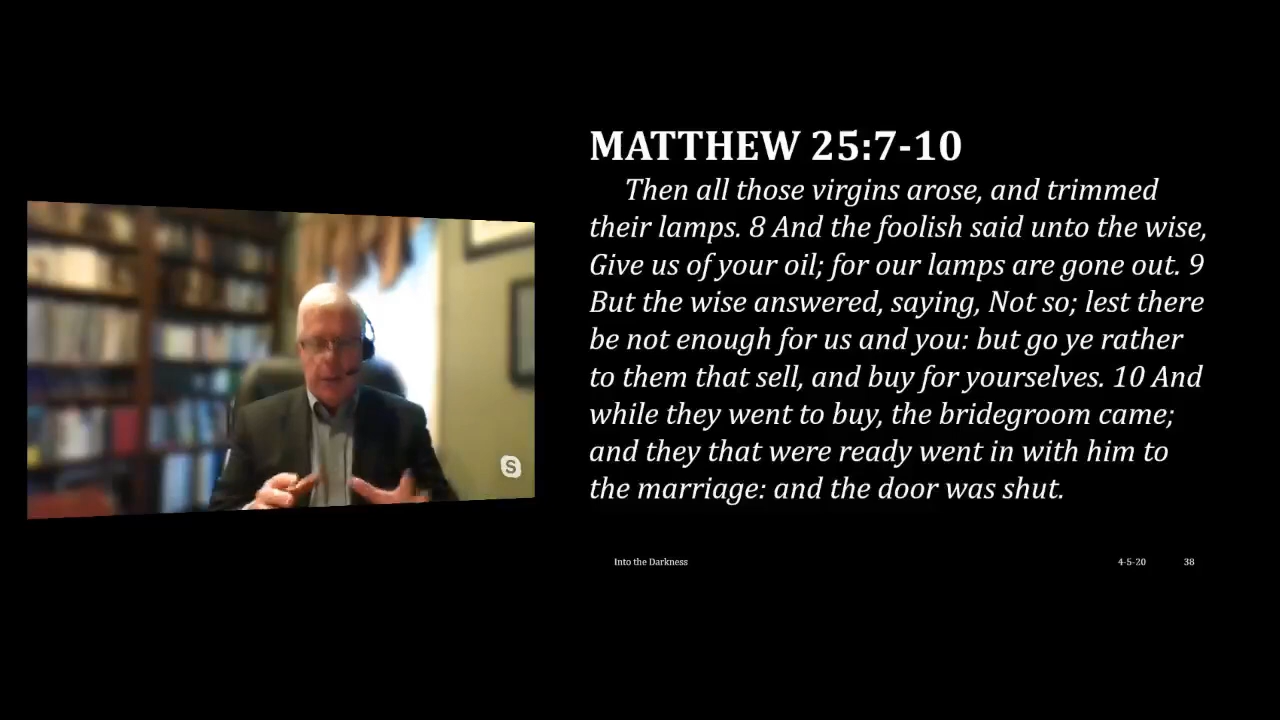 MATTHEW 25:7-10
Then all those virgins arose, and trimmed
their lamps. 8 And the foolish said unto the wise,
Give us of your oil; for our lamps are gone out. 9
But the wise answered, saying, Not so; lest there
be not enough for us and you: but go ye rather
to them that sell, and buy for yourselves. 10 And
while they went to buy, the bridegroom came;
and they that were ready went in with him to
the marriage: and the door was shut.
Into the Darkness
4-5-20
38
S